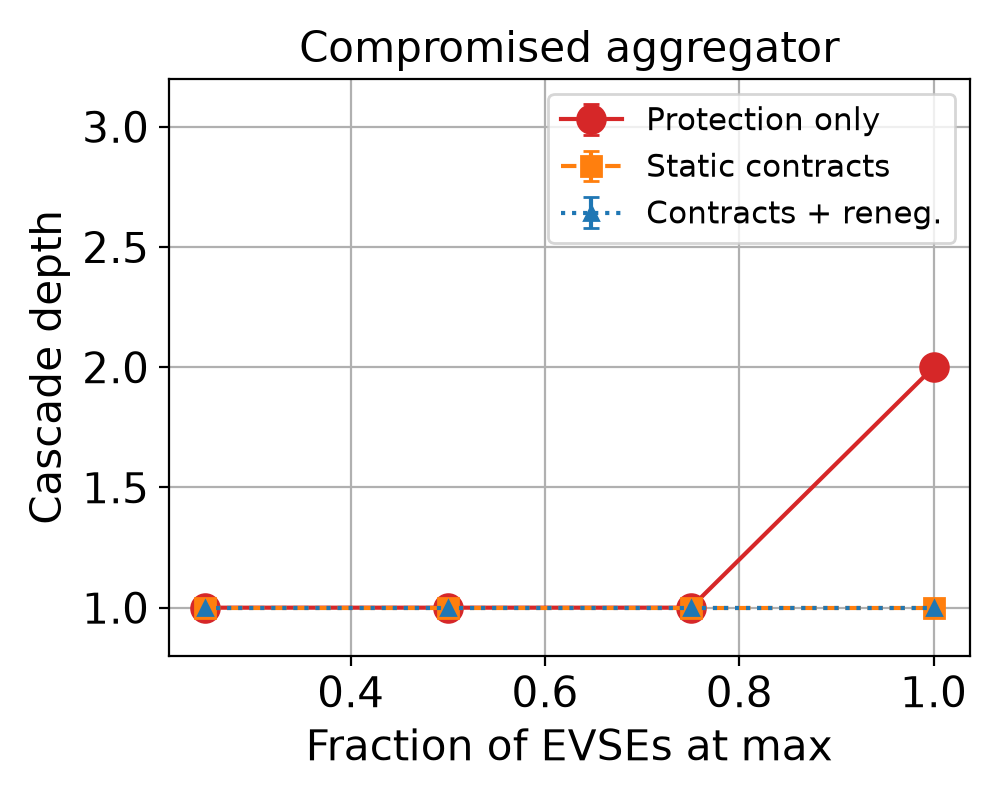 Compromised aggregator
Protection only
Static contracts
Contracts + reneg.
Cascade depth
3.0
2.5
2.0
1.5
1.0
0.4 0.6 0.8 1.0
Fraction of EVSEs at max